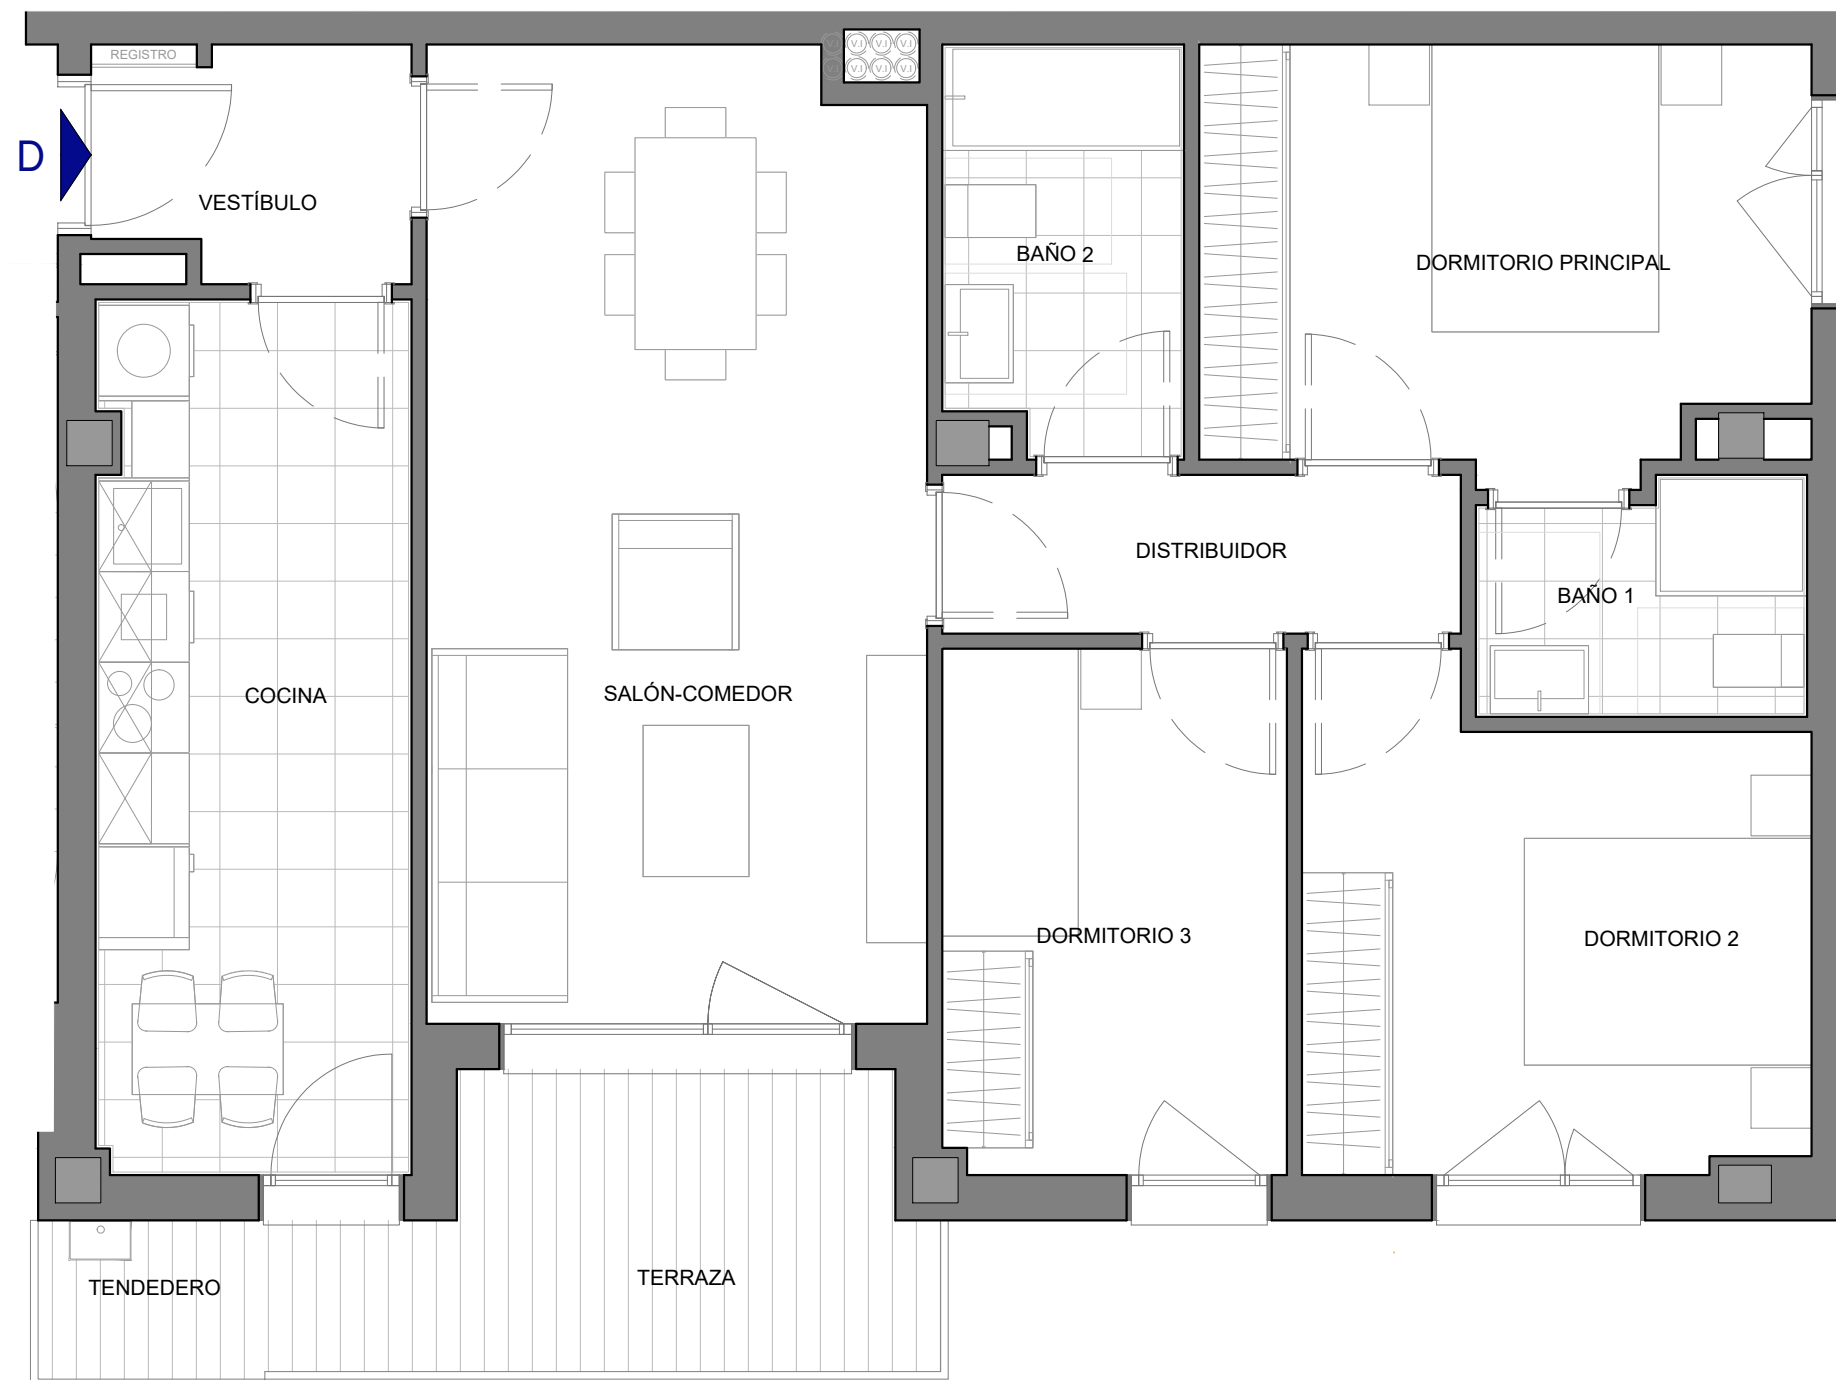 REGISTRO
V.I V.I V.I V.I
V.I V.I V.I V.I
D
VESTÍBULO
BAÑO 2
DORMITORIO PRINCIPAL
DISTRIBUIDOR
BAÑO 1
COCINA
SALÓN-COMEDOR
DORMITORIO 3
DORMITORIO 2
TENDEDERO
TERRAZA